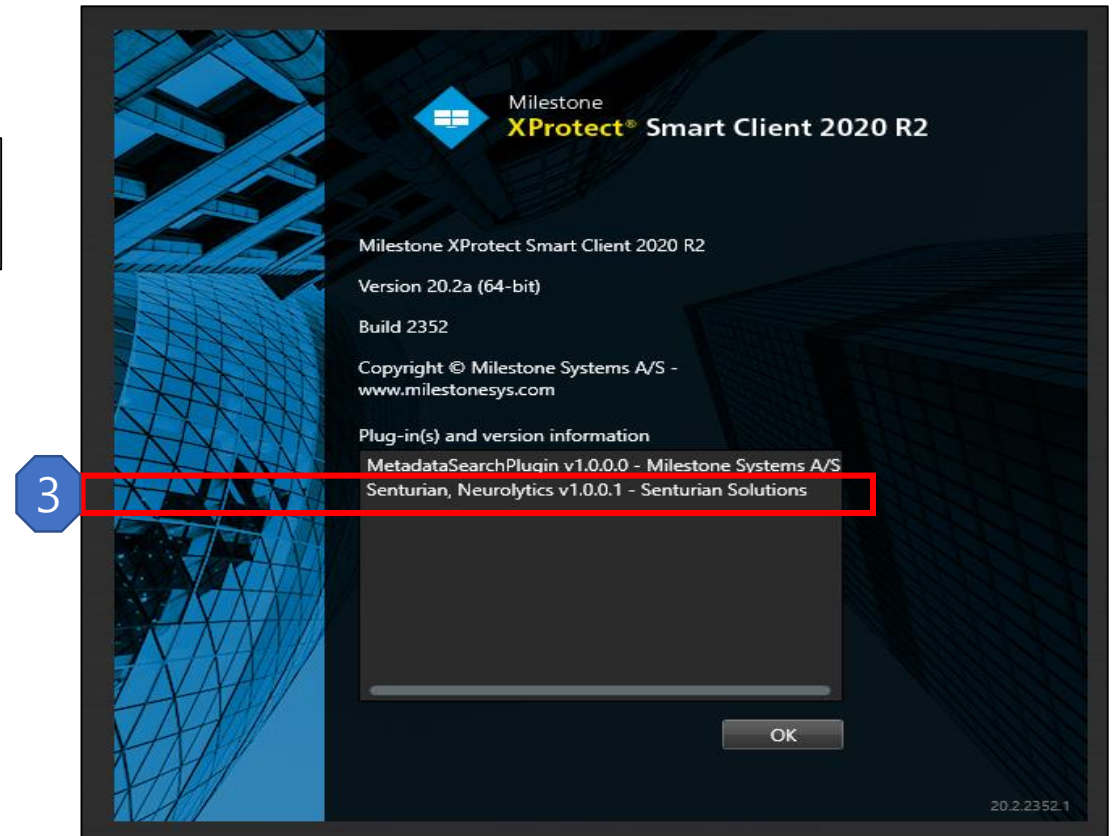 Milestone
XProtect® Smart Client 2020 R2
Milestone XProtect Smart Client 2020 R2
Version 20.2a (64-bit)
Build 2352
Copyright © Milestone Systems A/S -
www.milestonesys.com
Plug-in(s) and version information
MetadataSearchPlugin v1.0.0.0 - Milestone Systems A/S
3
Senturian, Neurolytics v1.0.0.1 - Senturian Solutions
OK
20.2.2352.1